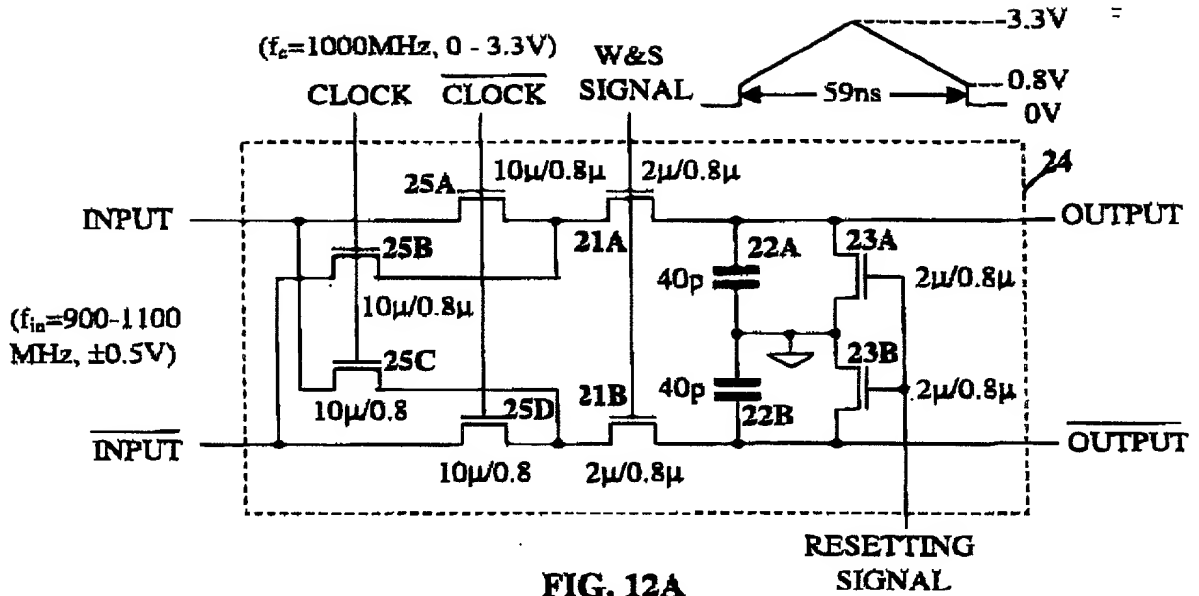 (fc=1000MHz, 0 - 3.3V)
CLOCK
C̅L̅O̅C̅K̅
W&S
SIGNAL
3.3V
0.8V
0V
59ns
24
10µ/0.8µ
2µ/0.8µ
25A
INPUT
OUTPUT
25B
21A
22A
23A
40p
2µ/0.8µ
10µ/0.8µ
(fin=900-1100
MHz, ±0.5V)
25C
23B
10µ/0.8
25D
21B
40p
2µ/0.8µ
22B
I̅N̅P̅U̅T̅
O̅U̅T̅P̅U̅T̅
10µ/0.8
2µ/0.8µ
RESETTING
SIGNAL
FIG. 12A